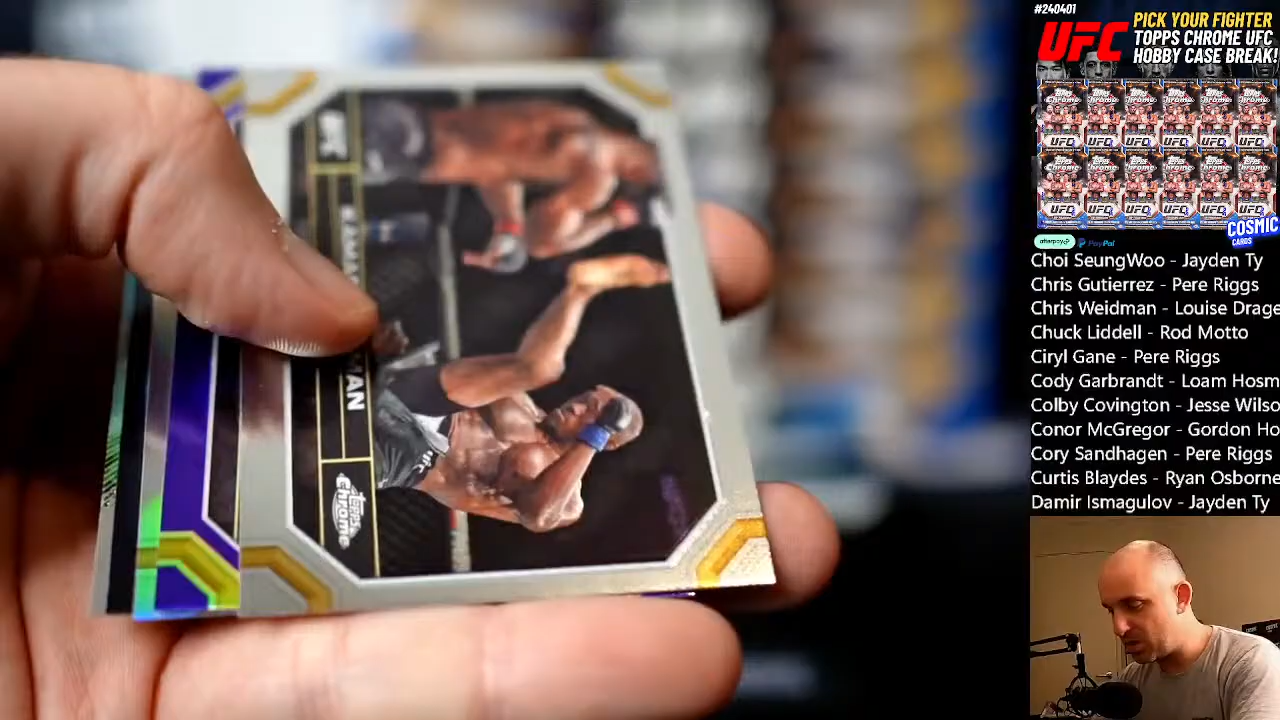 #240401
UFC
PICK YOUR FIGHTER
TOPPS CHROME UFC
HOBBY CASE BREAK!
COSMIC
CARDS
afterpay
PayPal
Choi SeungWoo - Jayden Ty
Chris Gutierrez - Pere Riggs
Chris Weidman - Louise Drage
Chuck Liddell - Rod Motto
Ciryl Gane - Pere Riggs
Cody Garbrandt - Loam Hosm
Colby Covington - Jesse Wilso
Conor McGregor - Gordon Ho
Cory Sandhagen - Pere Riggs
Curtis Blaydes - Ryan Osborne
Damir Ismagulov - Jayden Ty
UFC
topps
Chrome